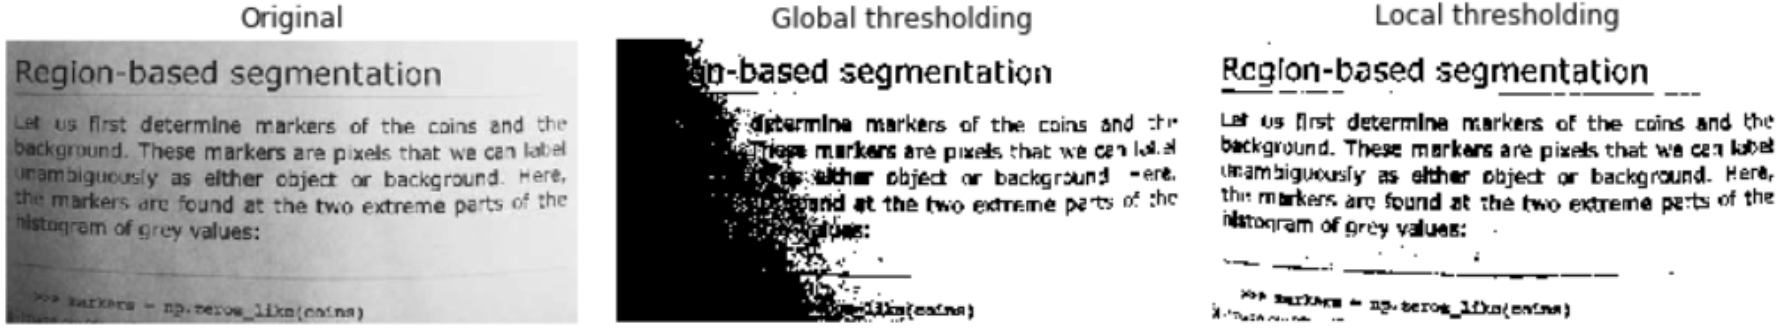 Original
Region-based segmentation
Let us first determine markers of the coins and the
background. These markers are pixels that we can label
unambiguously as either object or background. Here,
the markers are found at the two extreme parts of the
histogram of grey values:
>>> markers = np.zeros_like(coins)
Global thresholding
-based segmentation
determine markers of the coins and the
These markers are pixels that we can label
either object or background Here,
and at the two extreme parts of the
values:
like(coins)
Local thresholding
Region-based segmentation
Let us first determine markers of the coins and the
background. These markers are pixels that we can label
unambiguously as either object or background. Here,
the markers are found at the two extreme parts of the
histogram of grey values:
>>> markers = np.zeros_like(coins)